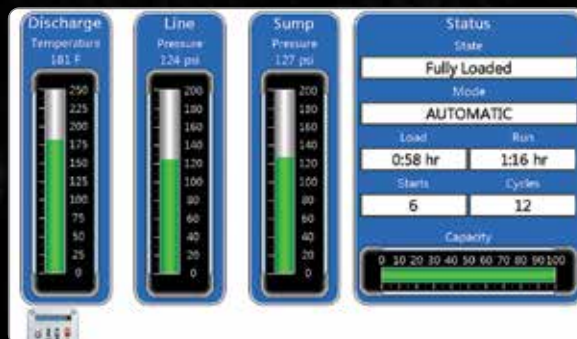 Discharge
Temperature
181 F
250
225
200
175
150
125
100
75
50
25
0
Line
Pressure
124 psi
200
180
160
140
120
100
80
60
40
20
0
Sump
Pressure
127 psi
200
180
160
140
120
100
80
60
40
20
0
Status
State
Fully Loaded
Mode
AUTOMATIC
Load Run
0:58 hr 1:16 hr
Starts Cycles
6 12
Capacity
0 10 20 30 40 50 60 70 80 90 100